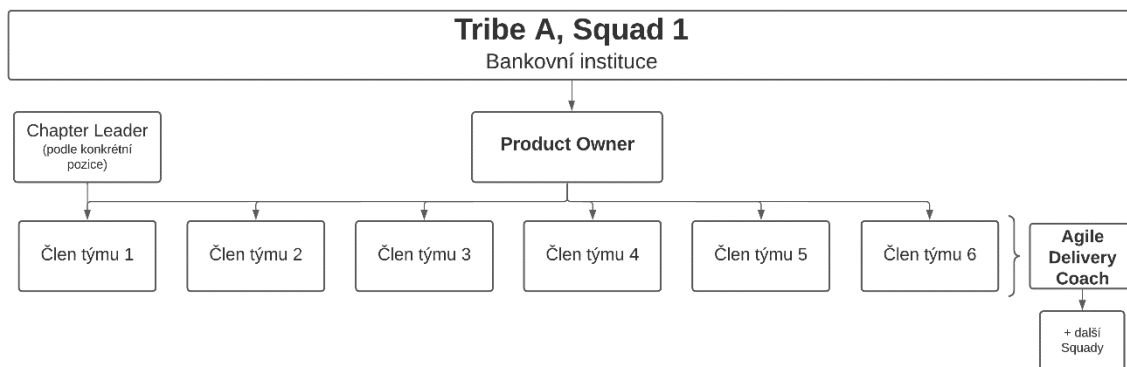 Tribe A, Squad 1
Bankovní instituce
Chapter Leader
(podle konkrétní
pozice)
Product Owner
Člen týmu 1
Člen týmu 2
Člen týmu 3
Člen týmu 4
Člen týmu 5
Člen týmu 6
Agile
Delivery
Coach
+ další
Squady